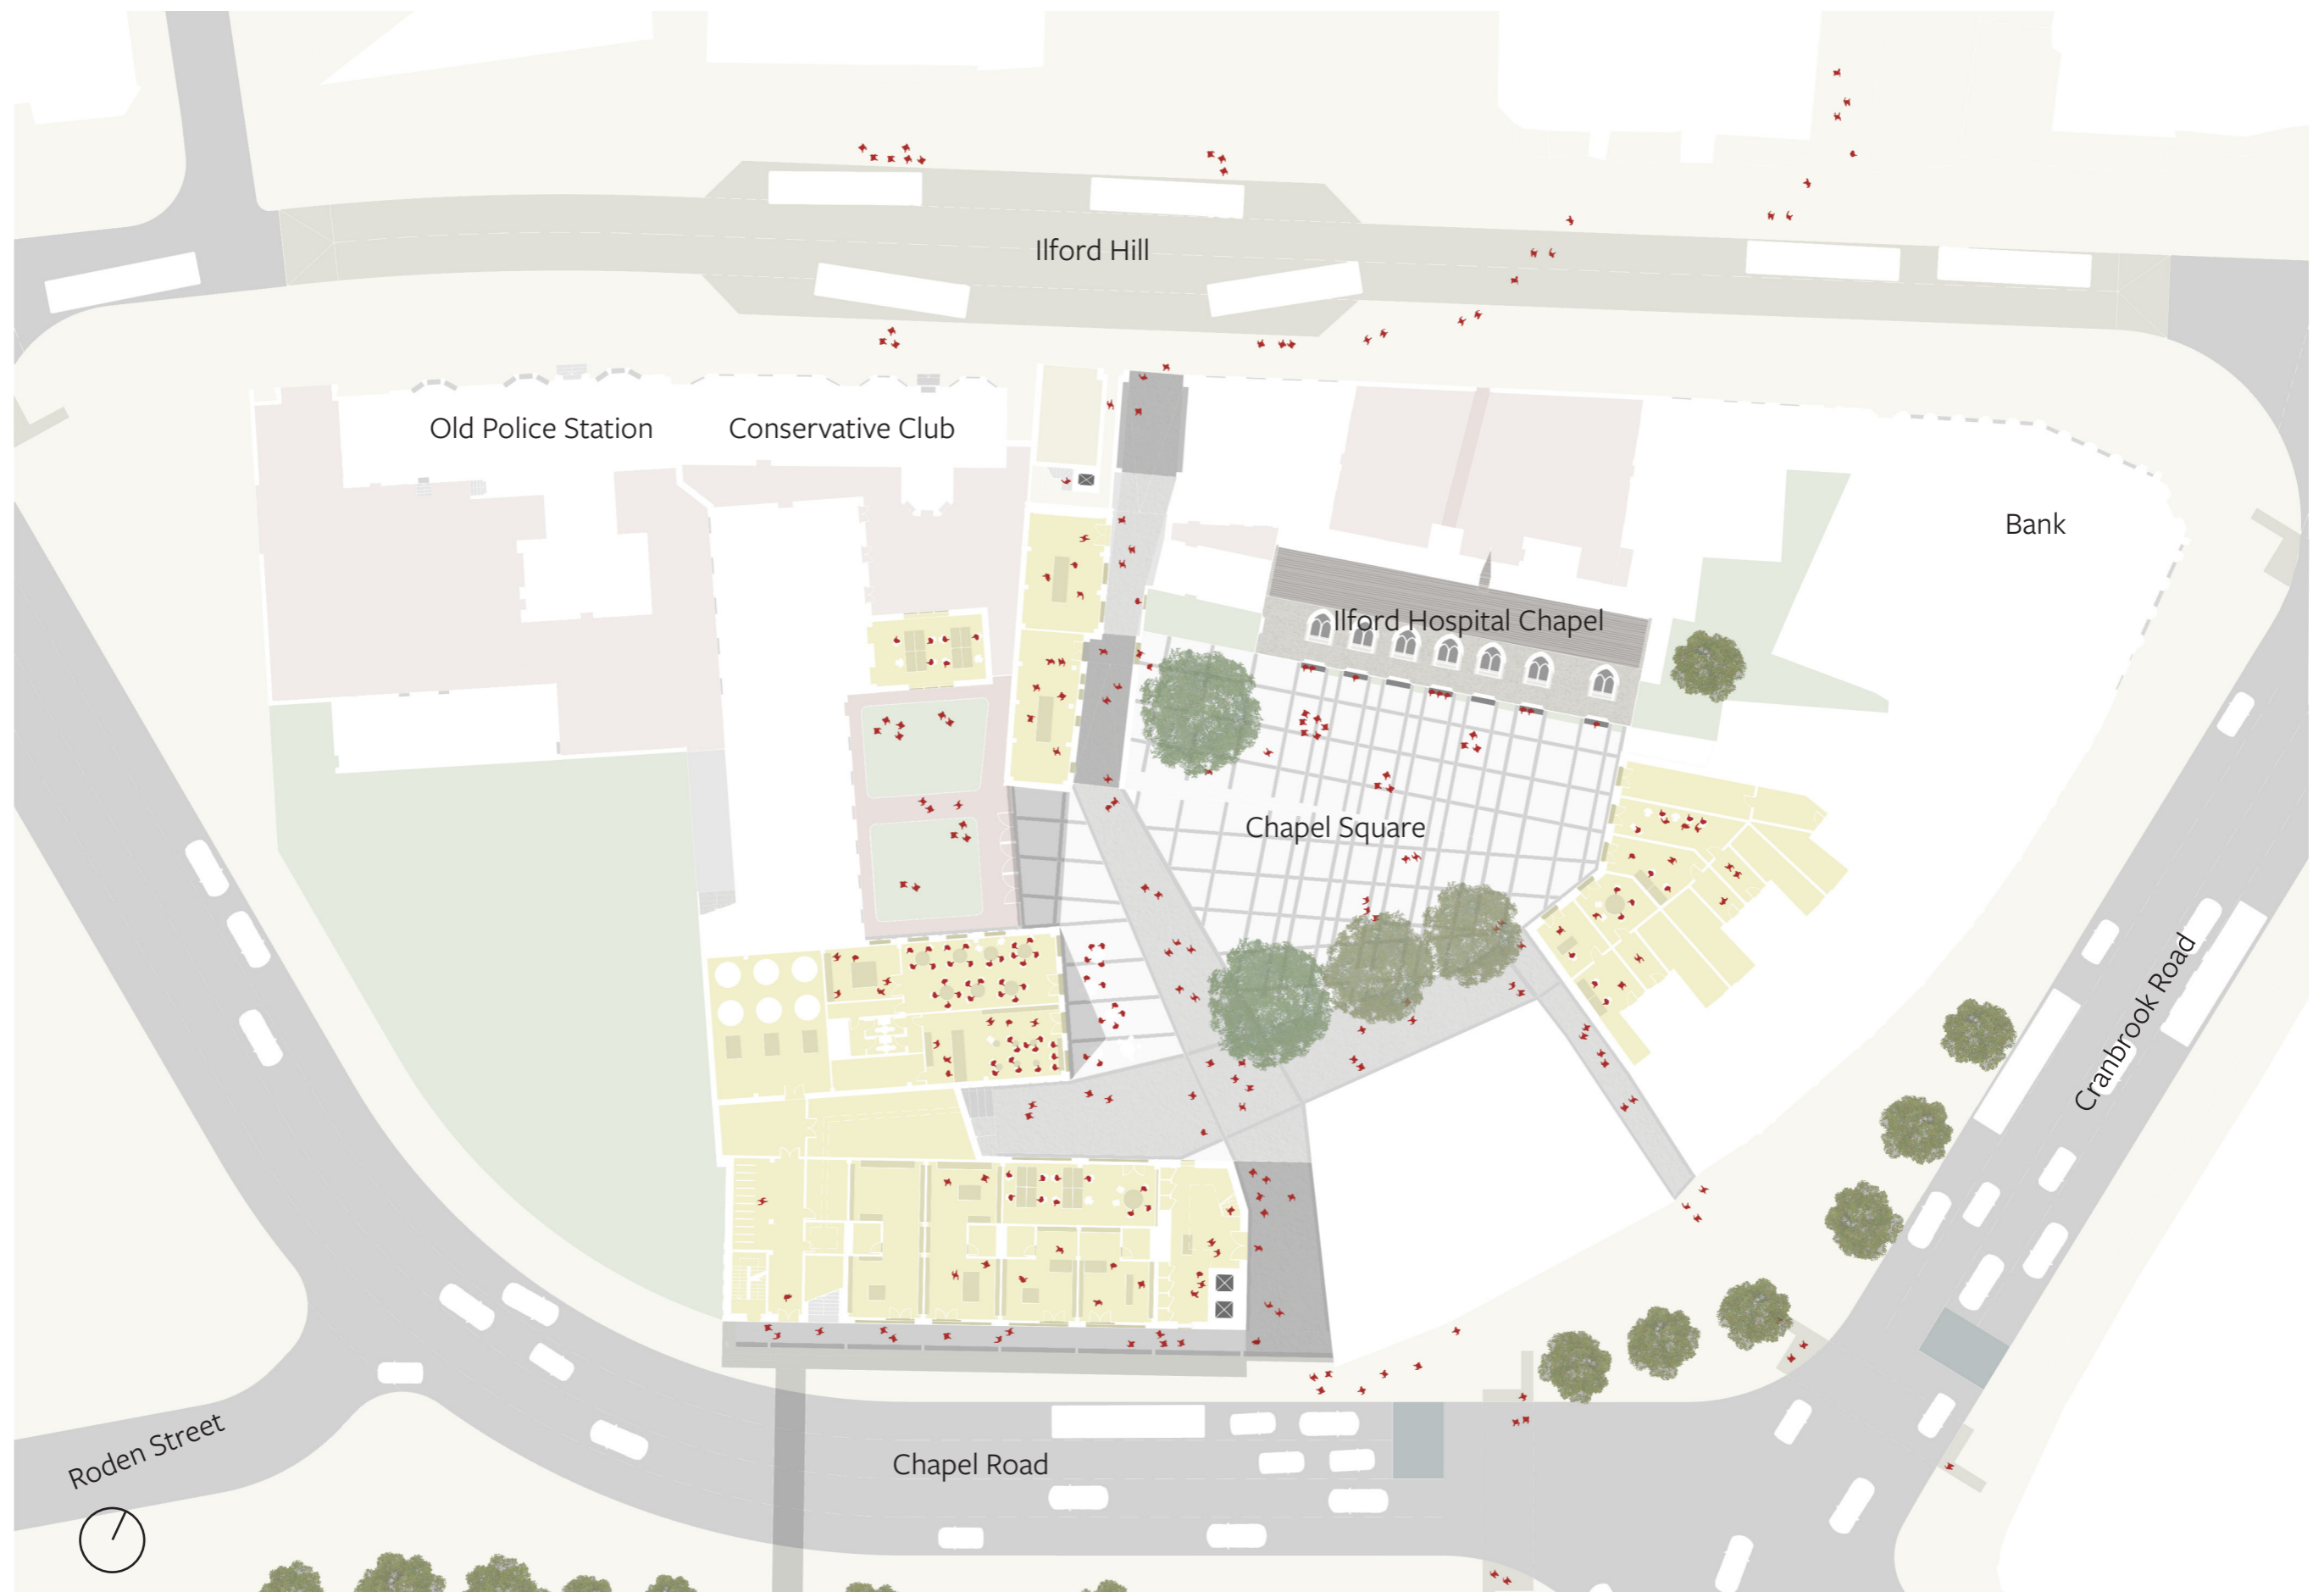 Ilford Hill
Old Police Station
Conservative Club
Bank
Ilford Hospital Chapel
Chapel Square
Cranbrook Road
Roden Street
Chapel Road